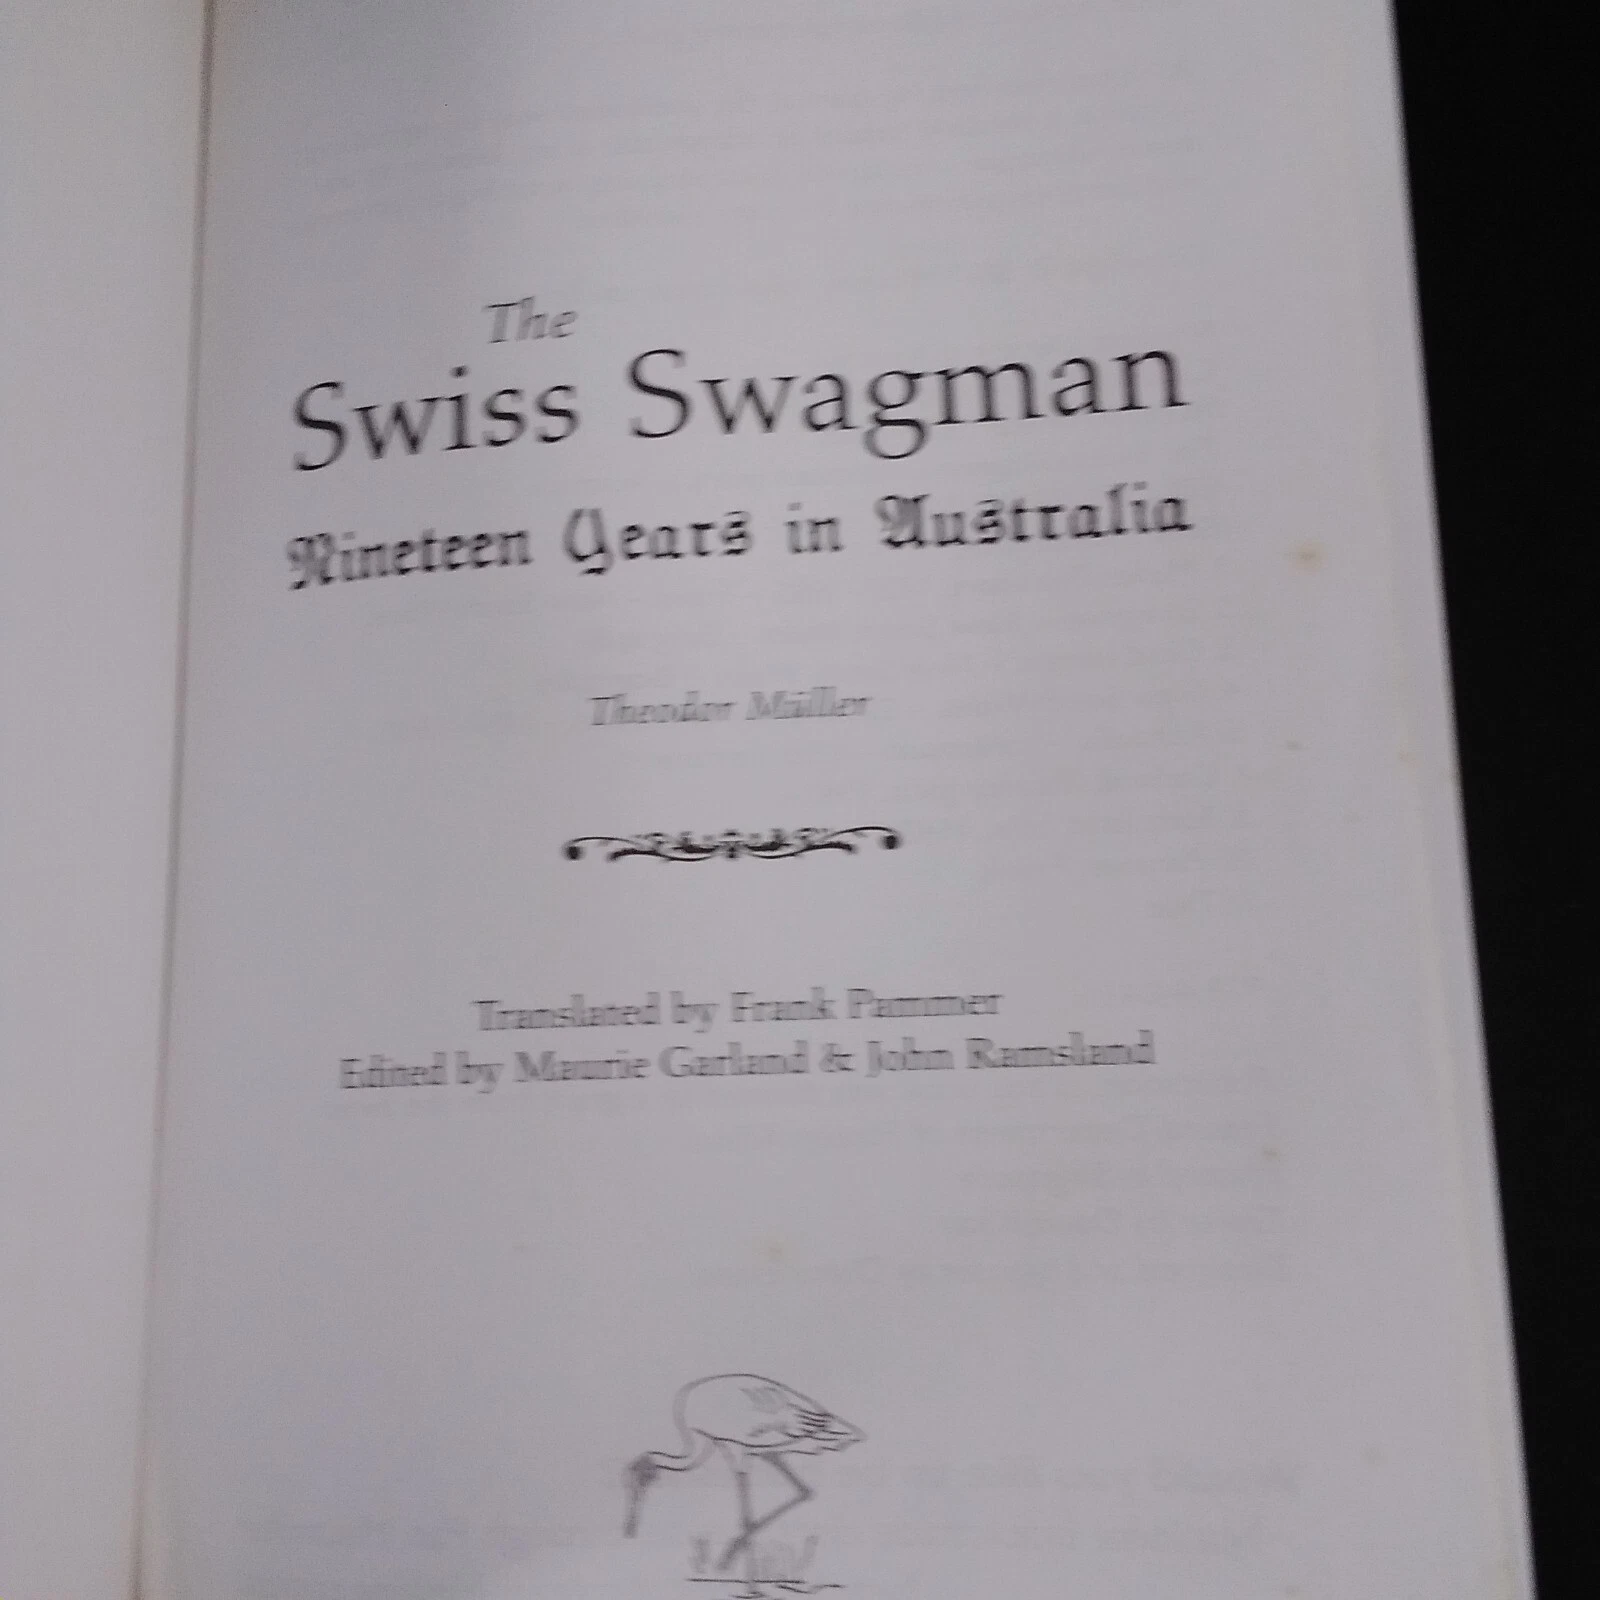 The
Swiss Swagman
Nineteen Years in Australia
Theodor Müller
Translated by Frank Pammer
Edited by Maurie Garland & John Ramsland